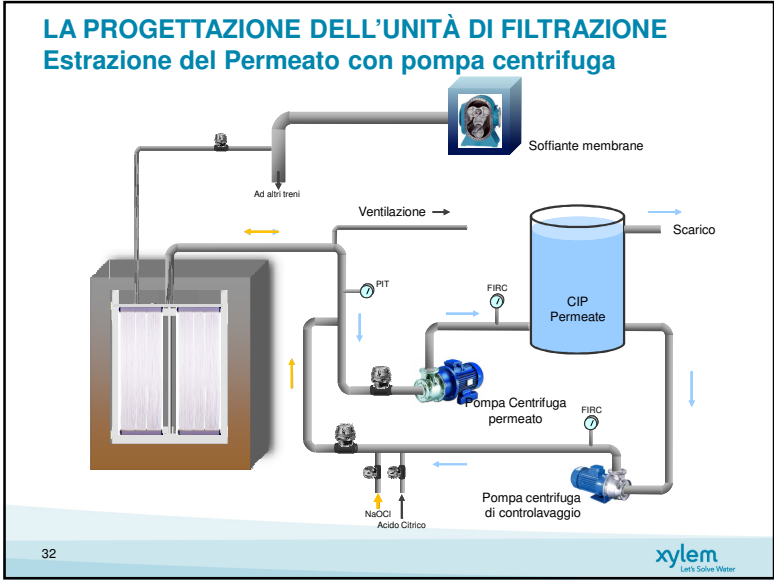 LA PROGETTAZIONE DELL'UNITÀ DI FILTRAZIONE
Estrazione del Permeato con pompa centrifuga
Soffiante membrane
Ad altri treni
Ventilazione
Scarico
PIT
FIRC
CIP
Permeate
Pompa Centrifuga
permeato
FIRC
Pompa centrifuga
di controlavaggio
NaOCl
Acido Citrico
32
xylem
Let's Solve Water